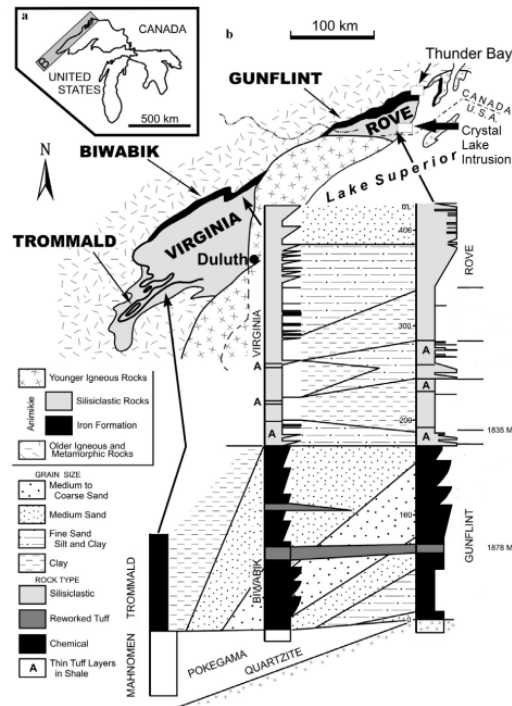 a
CANADA
UNITED
STATES
500 km
b
100 km
Thunder Bay
GUNFLINT
ROVE
CANADA
U.S.A.
Crystal
Lake
Intrusion
N
BIWABIK
Lake Superior
TROMMALD
VIRGINIA
Duluth
m.
400
300
200
100
0
VIRGINIA
A
A
A
ROVE
A
A
A
1835 M
1878 M
BIWABIK
GUNFLINT
TROMMALD
MAHNOMEN
POKEGAMA
QUARTZITE
Younger Igneous Rocks
Animikie
Silisiclastic Rocks
Iron Formation
Older Igneous and
Metamorphic Rocks
GRAIN SIZE
Medium to
Coarse Sand
Medium Sand
Fine Sand
Silt and Clay
Clay
ROCK TYPE
Silisiclastic
Reworked Tuff
Chemical
A
Thin Tuff Layers
in Shale